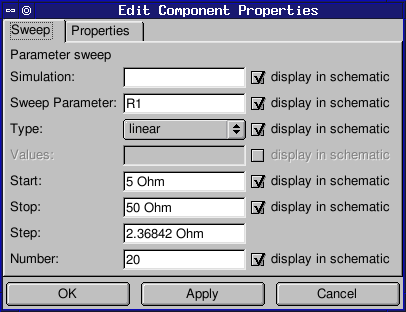 Edit Component Properties
Sweep Properties
Parameter sweep
Simulation: display in schematic
Sweep Parameter: R1 display in schematic
Type: linear display in schematic
Values: display in schematic
Start: 5 Ohm display in schematic
Stop: 50 Ohm display in schematic
Step: 2.36842 Ohm
Number: 20 display in schematic
OK Apply Cancel